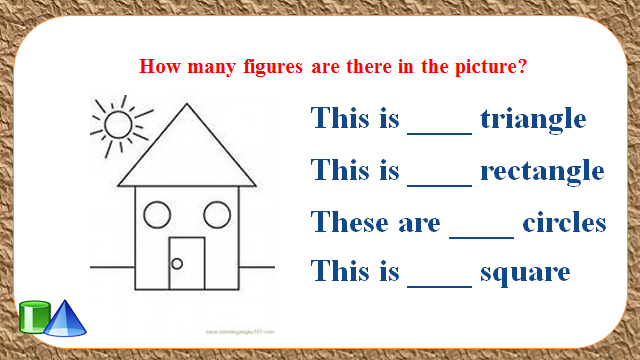 How many figures are there in the picture?
This is ____ triangle
This is ____ rectangle
These are ____ circles
This is ____ square